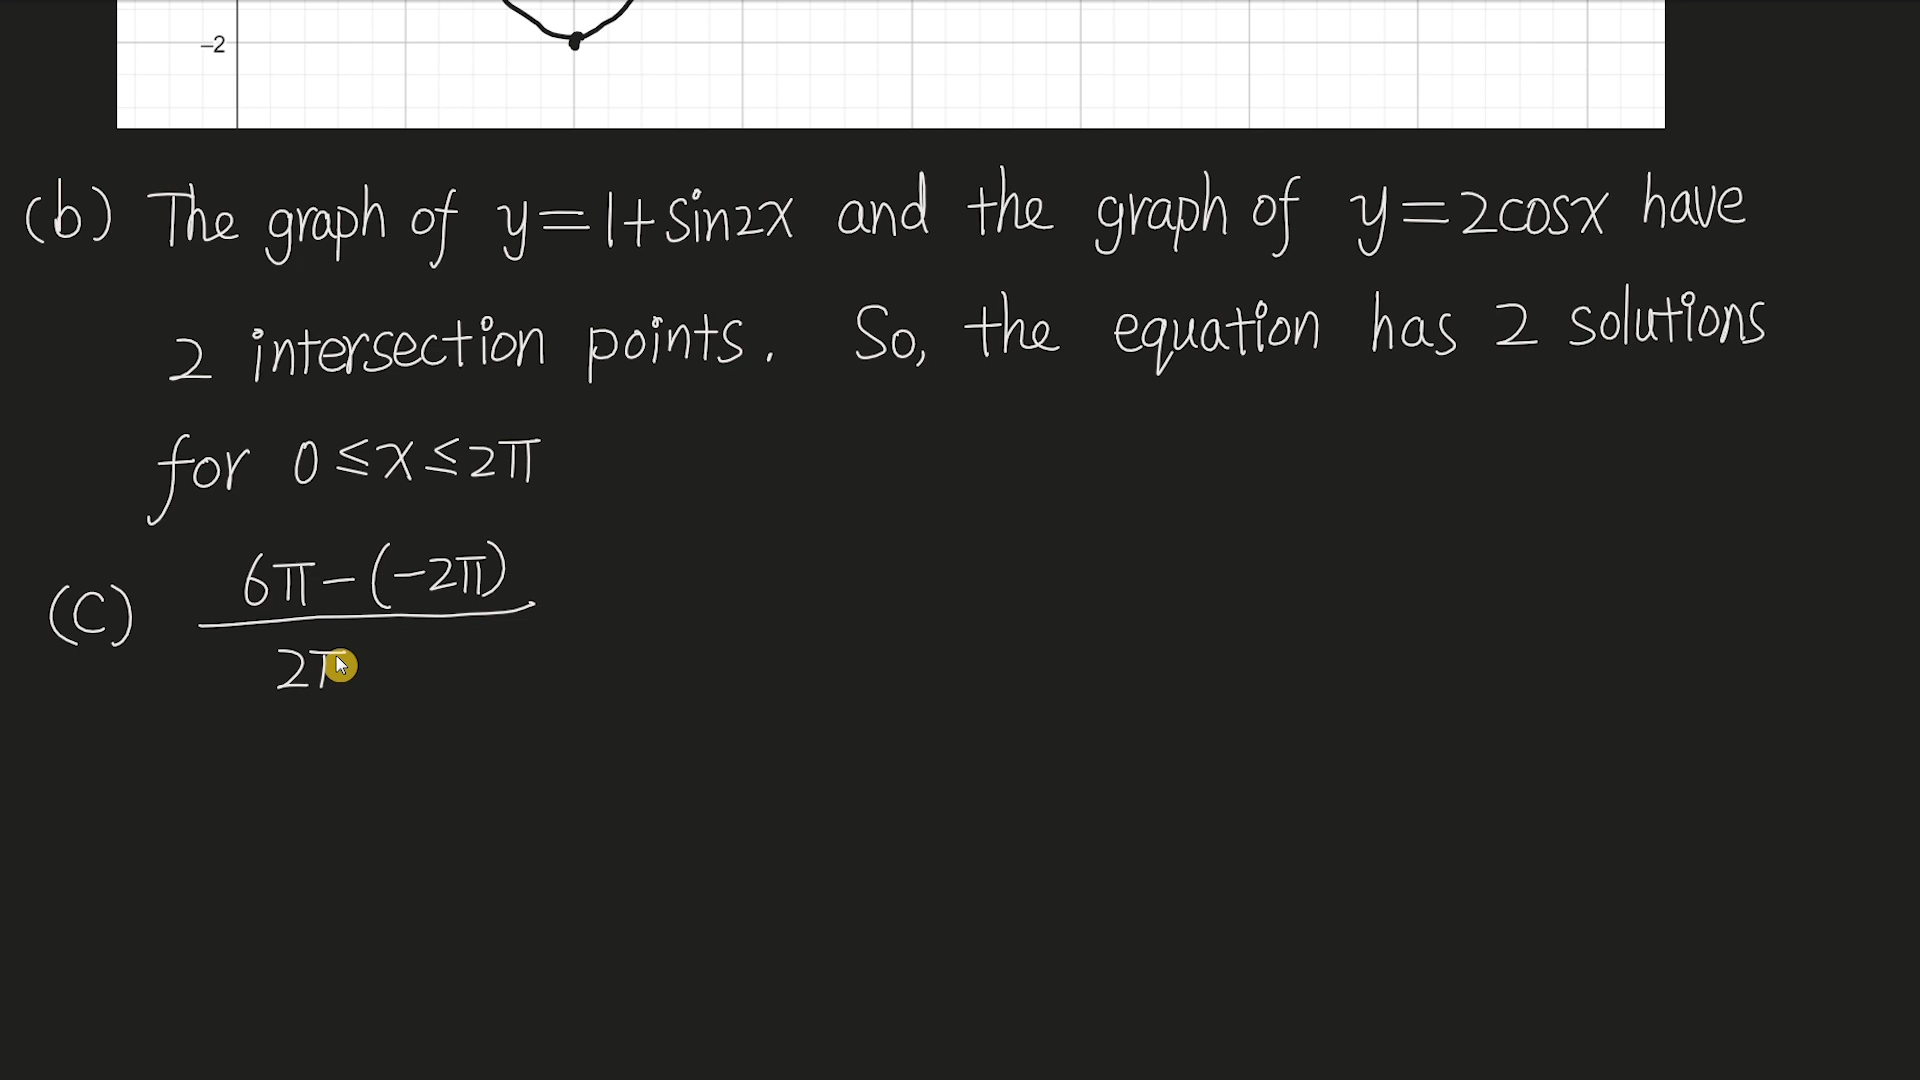 –2
(b) The graph of y=1+sin2x and the graph of y=2cosx have
2 intersection points. So, the equation has 2 solutions
for 0≤x≤2π
(C) 6π-(-2π)
2π